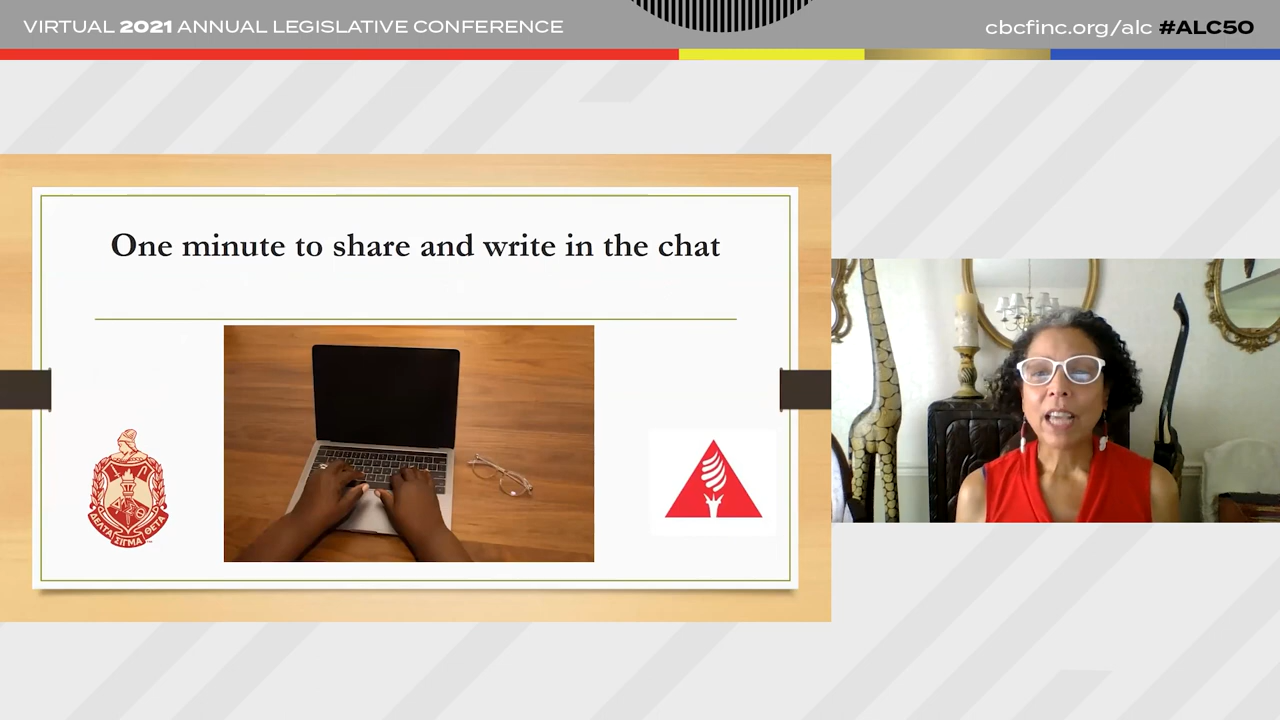 VIRTUAL 2021 ANNUAL LEGISLATIVE CONFERENCE
cbcfinc.org/alc #ALC50
One minute to share and write in the chat
ΔΕΛΤΑ ΣΙΓΜΑ ΘΕΤΑ